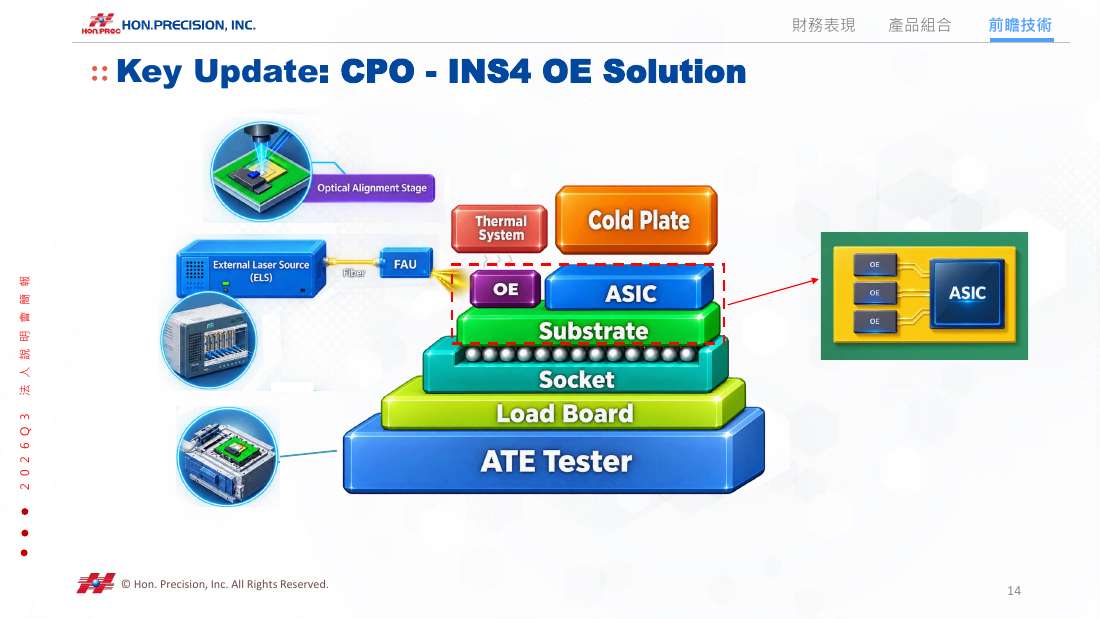 HON.PREC
HON.PRECISION, INC.
財務表現
產品組合
前瞻技術
Key Update: CPO - INS4 OE Solution
Optical Alignment Stage
External Laser Source
(ELS)
Fiber
FAU
Thermal
System
Cold Plate
OE
ASIC
Substrate
Socket
Load Board
ATE Tester
OE
OE
OE
ASIC
2026Q3 法人說明會簡報
© Hon. Precision, Inc. All Rights Reserved.
14